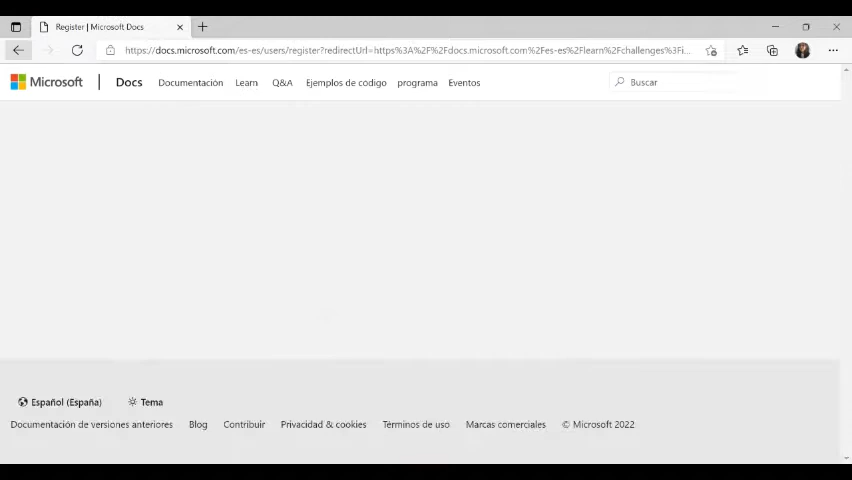 Register | Microsoft Docs
https://docs.microsoft.com/es-es/users/register?redirectUrl=https%3A%2F%2Fdocs.microsoft.com%2Fes-es%2Flearn%2Fchallenges%3Fi...
Microsoft | Docs Documentación Learn Q&A Ejemplos de código programa Eventos Buscar
Español (España) Tema
Documentación de versiones anteriores Blog Contribuir Privacidad & cookies Términos de uso Marcas comerciales © Microsoft 2022